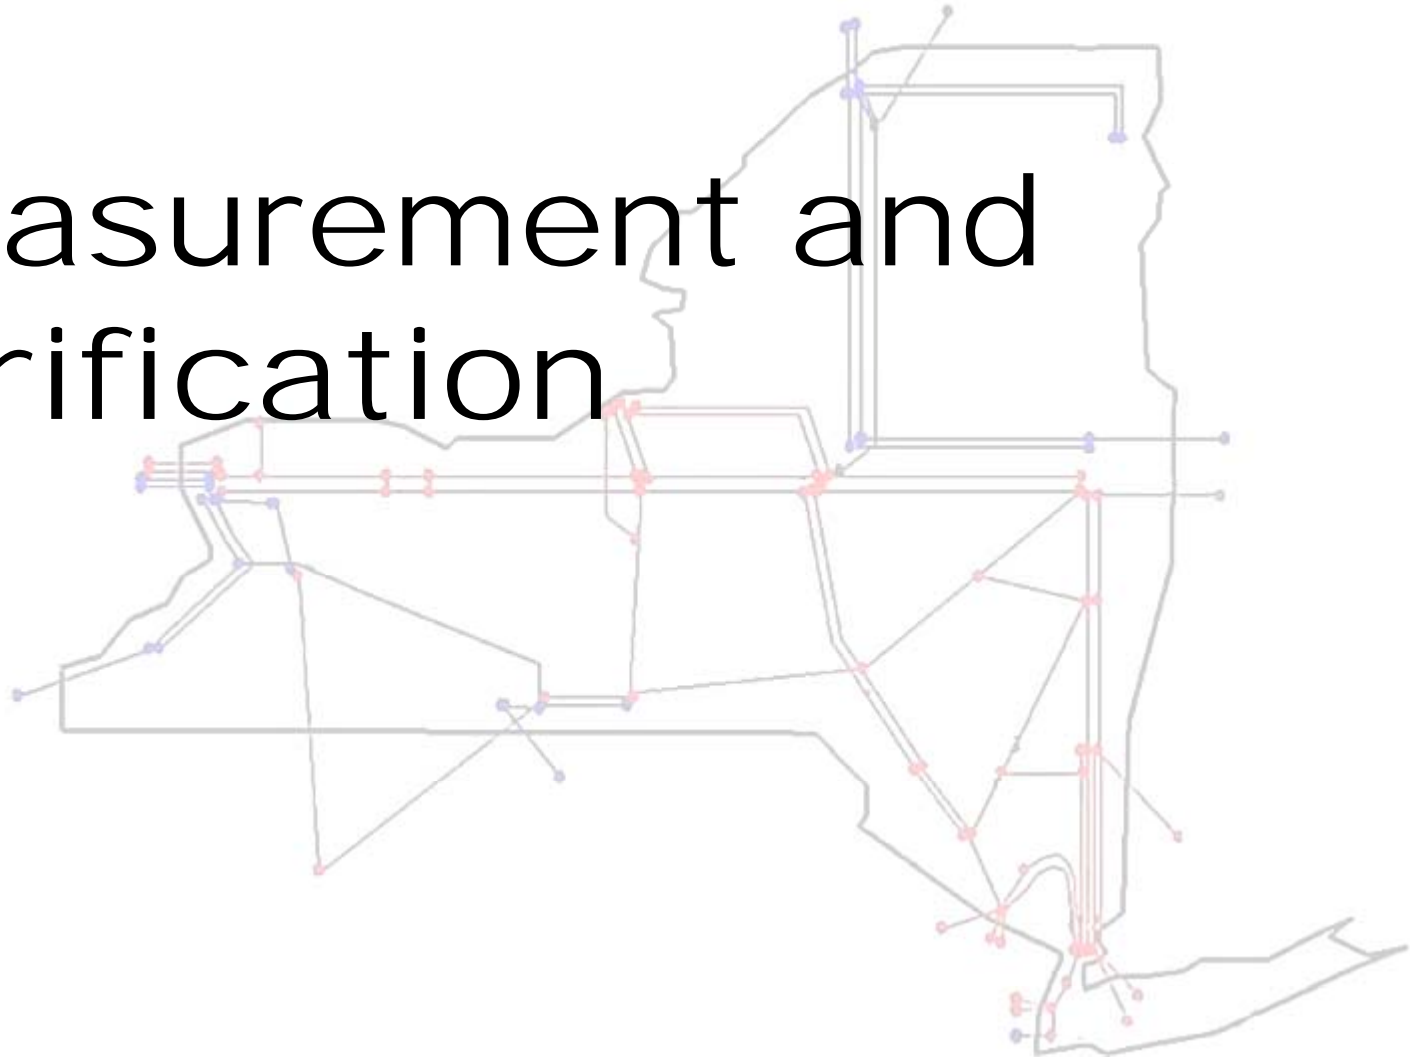 asurement and
rification